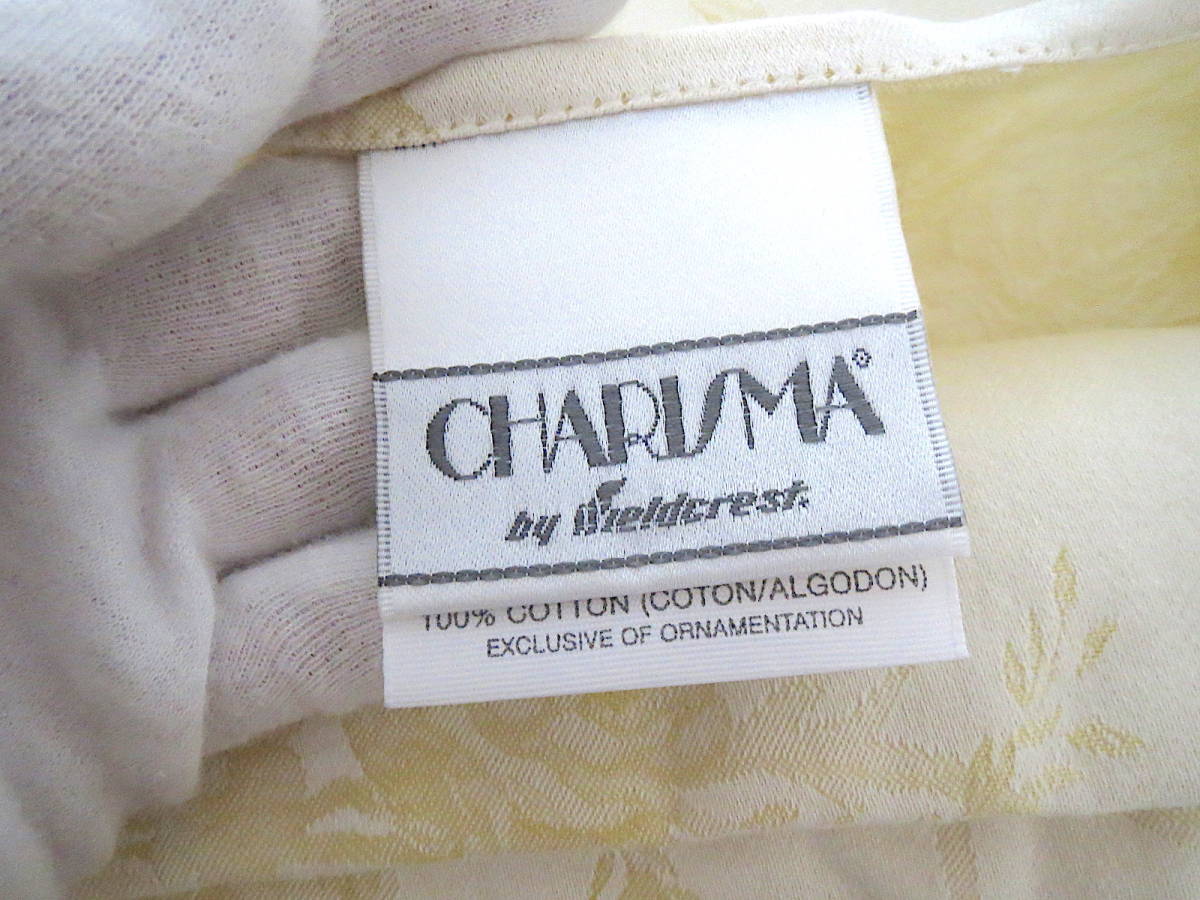 CHARISMA®
by fieldcrest.
100% COTTON (COTON/ALGODON)
EXCLUSIVE OF ORNAMENTATION